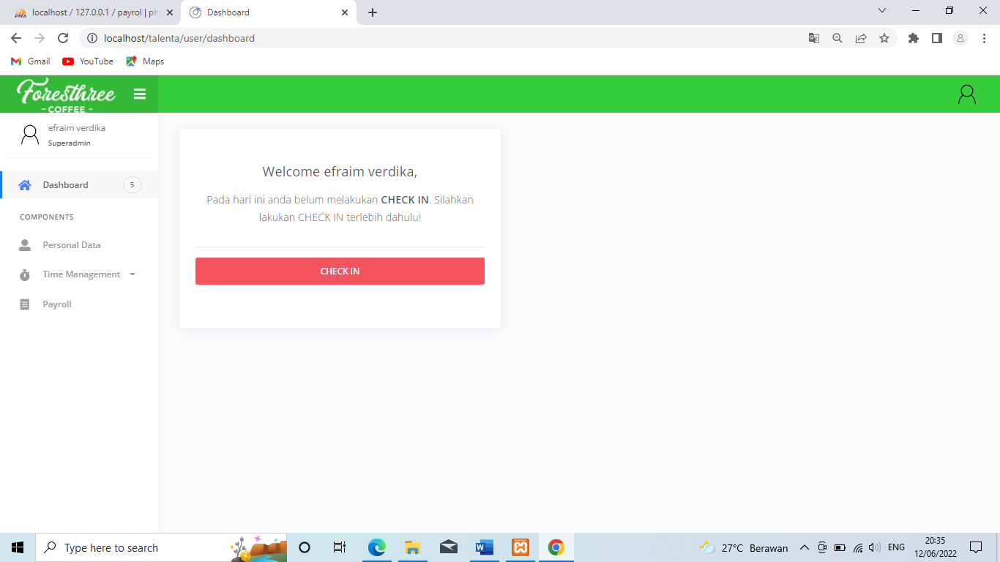 localhost / 127.0.0.1 / payrol | ph
Dashboard
localhost/talenta/user/dashboard
Gmail
YouTube
Maps
Foresthree
- COFFEE -
efraim verdika
Superadmin
Dashboard
5
COMPONENTS
Personal Data
Time Management
Payroll
Welcome efraim verdika,
Pada hari ini anda belum melakukan CHECK IN. Silahkan
lakukan CHECK IN terlebih dahulu!
CHECK IN
Type here to search
27°C Berawan
ENG
20:35
12/06/2022